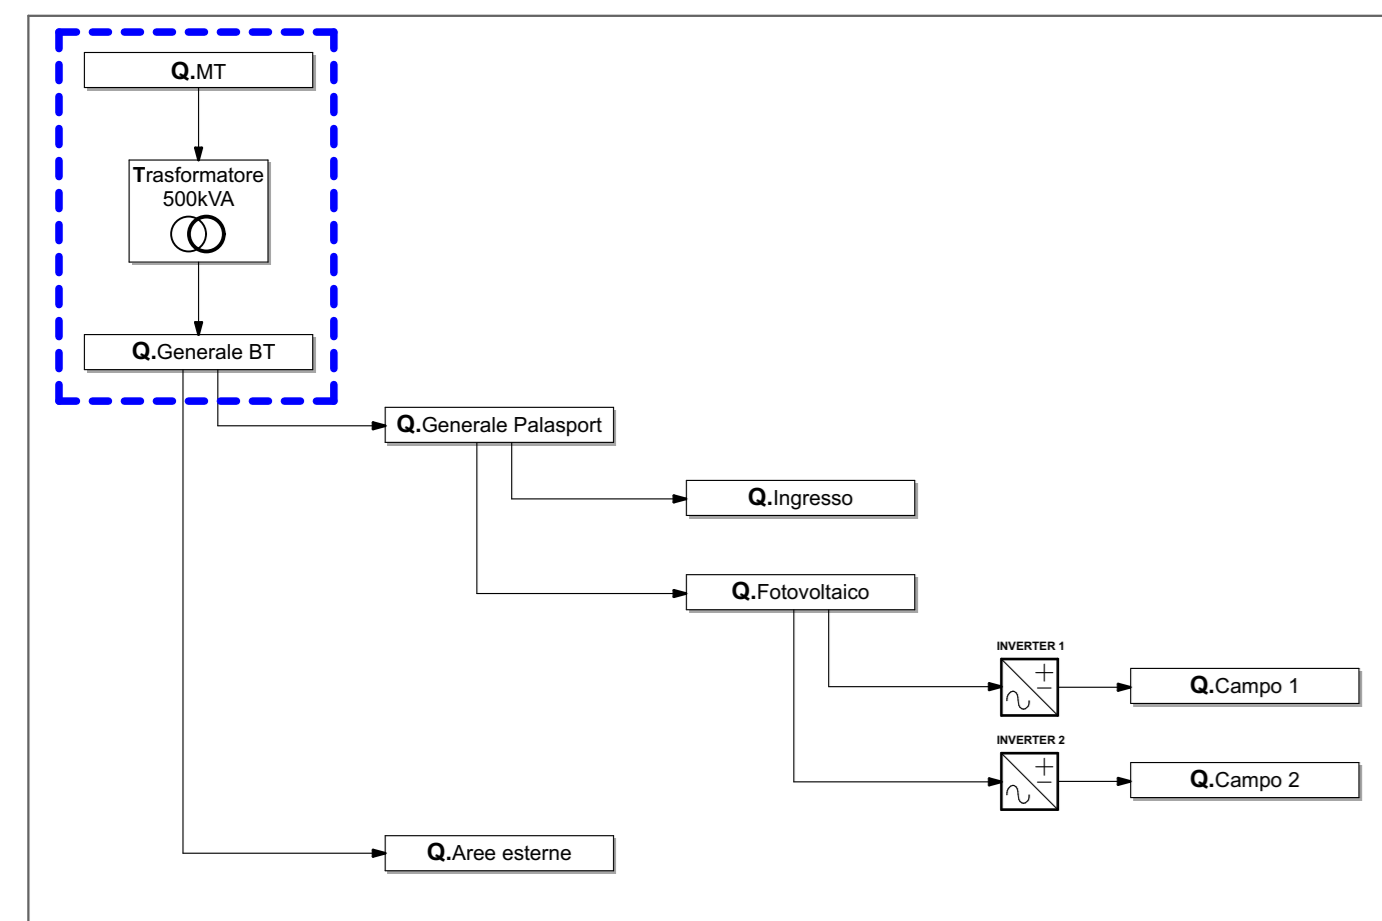 Q.MT
Trasformatore
500kVA
Q.Generale BT
Q.Generale Palasport
Q.Ingresso
Q.Fotovoltaico
INVERTER 1
Q.Campo 1
INVERTER 2
Q.Campo 2
Q.Aree esterne